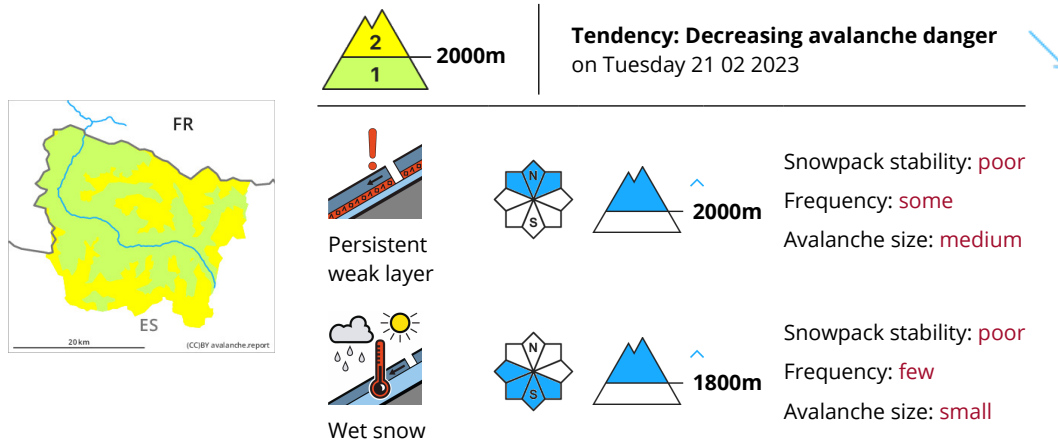 2
1
2000m
Tendency: Decreasing avalanche danger
on Tuesday 21 02 2023
FR
ES
20 km
(CC)BY avalanche.report
Persistent
weak layer
N
S
2000m
Snowpack stability: poor
Frequency: some
Avalanche size: medium
Wet snow
N
S
1800m
Snowpack stability: poor
Frequency: few
Avalanche size: small